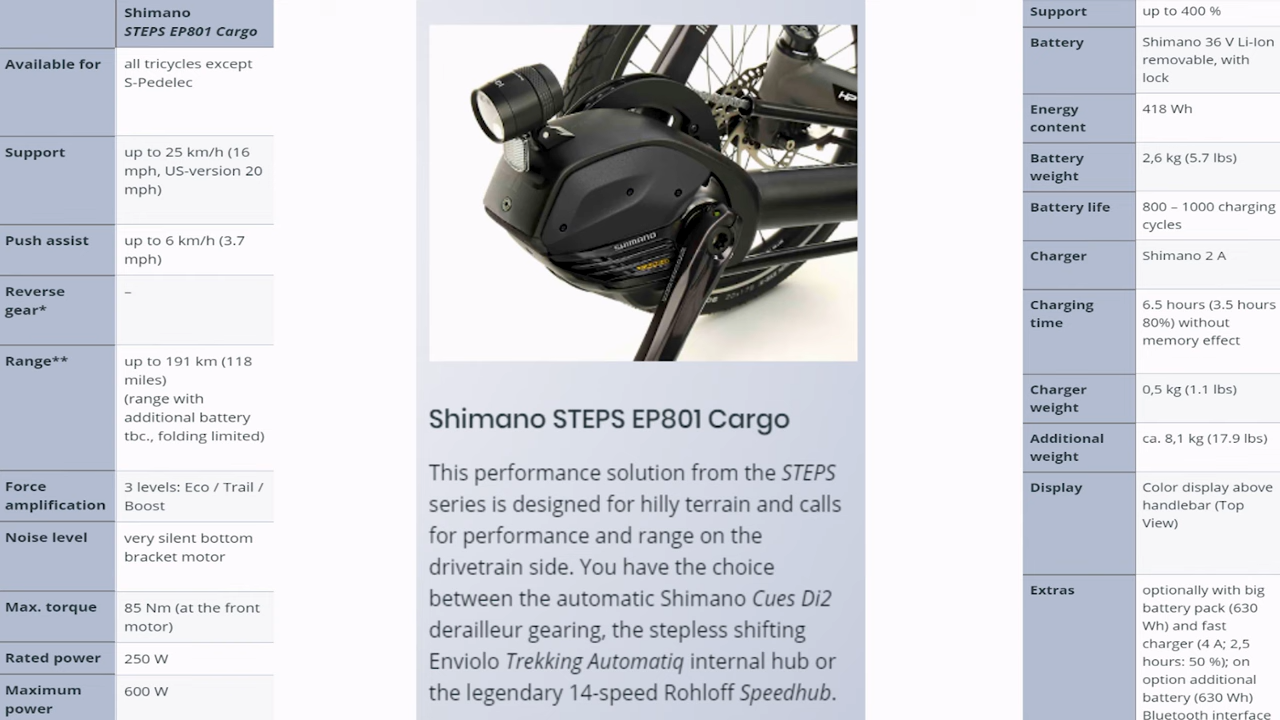 Shimano
STEPS EP801 Cargo
Available for
all tricycles except
S-Pedelec
Support
up to 25 km/h (16
mph, US-version 20
mph)
Push assist
up to 6 km/h (3.7
mph)
Reverse
gear*
–
Range**
up to 191 km (118
miles)
(range with
additional battery
tbc., folding limited)
Force
amplification
3 levels: Eco / Trail /
Boost
Noise level
very silent bottom
bracket motor
Max. torque
85 Nm (at the front
motor)
Rated power
250 W
Maximum
power
600 W
HP
SHIMANO
Shimano STEPS EP801 Cargo
This performance solution from the STEPS
series is designed for hilly terrain and calls
for performance and range on the
drivetrain side. You have the choice
between the automatic Shimano Cues Di2
derailleur gearing, the stepless shifting
Enviolo Trekking Automatiq internal hub or
the legendary 14-speed Rohloff Speedhub.
Support
up to 400 %
Battery
Shimano 36 V Li-Ion
removable, with
lock
Energy
content
418 Wh
Battery
weight
2,6 kg (5.7 lbs)
Battery life
800 – 1000 charging
cycles
Charger
Shimano 2 A
Charging
time
6.5 hours (3.5 hours
80%) without
memory effect
Charger
weight
0,5 kg (1.1 lbs)
Additional
weight
ca. 8,1 kg (17.9 lbs)
Display
Color display above
handlebar (Top
View)
Extras
optionally with big
battery pack (630
Wh) and fast
charger (4 A; 2,5
hours: 50 %); on
option additional
battery (630 Wh)
Bluetooth interface